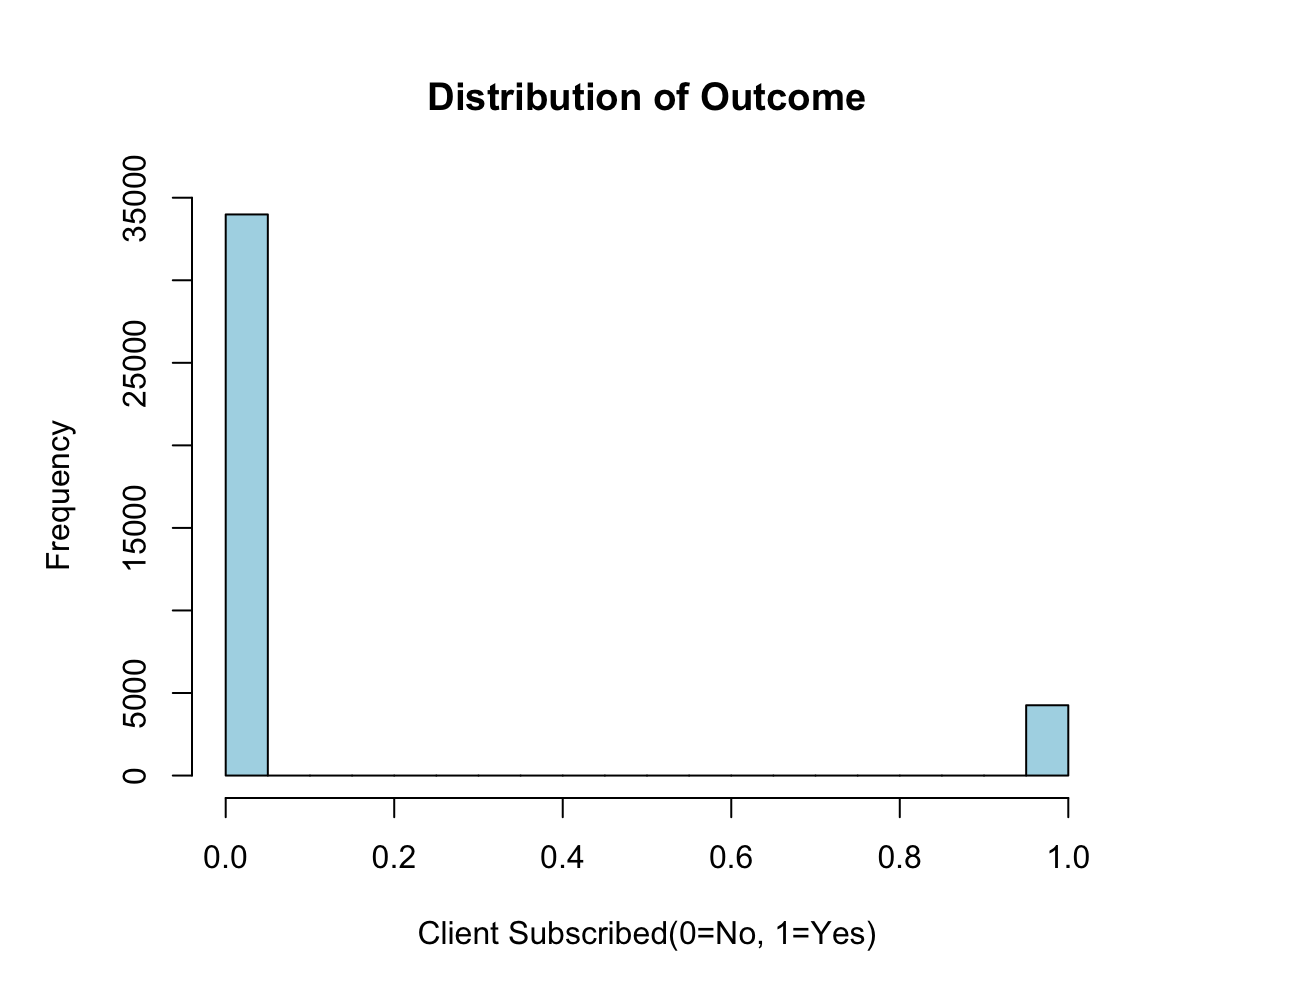 Distribution of Outcome
Frequency
35000
25000
15000
5000
0
0.0 0.2 0.4 0.6 0.8 1.0
Client Subscribed(0=No, 1=Yes)